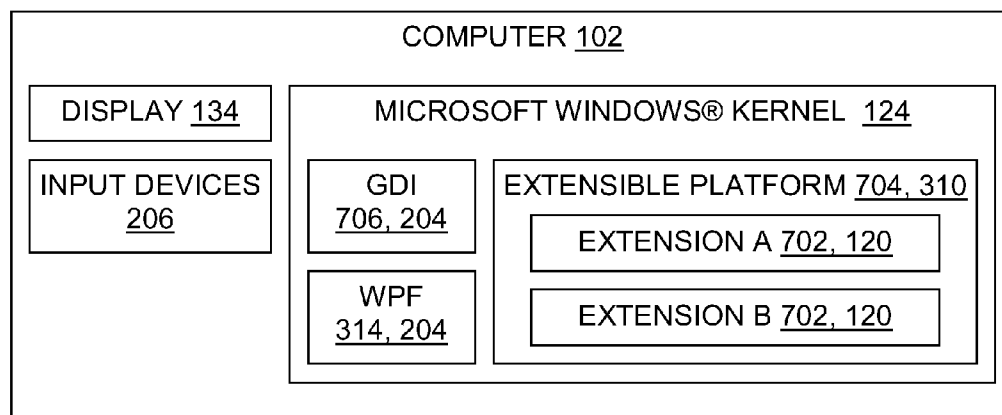 COMPUTER 102
DISPLAY 134
MICROSOFT WINDOWS® KERNEL 124
INPUT DEVICES
206
GDI
706, 204
EXTENSIBLE PLATFORM 704, 310
EXTENSION A 702, 120
WPF
314, 204
EXTENSION B 702, 120